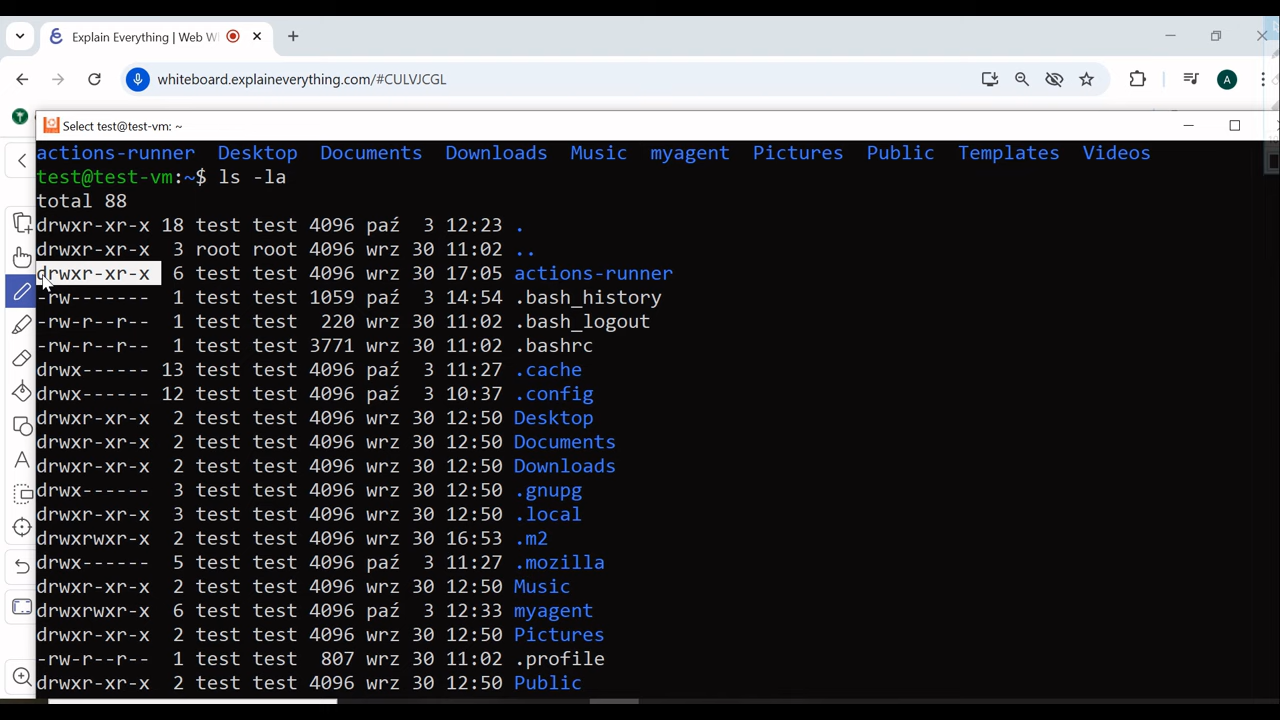 Explain Everything | Web W
whiteboard.explaineverything.com/#CULVJCGL
A
Select test@test-vm: ~
actions-runner Desktop Documents Downloads Music myagent Pictures Public Templates Videos
test@test-vm:~$ ls -la
total 88
drwxr-xr-x 18 test test 4096 paź  3 12:23 .
drwxr-xr-x  3 root root 4096 wrz 30 11:02 ..
drwxr-xr-x  6 test test 4096 wrz 30 17:05 actions-runner
-rw-------  1 test test 1059 paź  3 14:54 .bash_history
-rw-r--r--  1 test test  220 wrz 30 11:02 .bash_logout
-rw-r--r--  1 test test 3771 wrz 30 11:02 .bashrc
drwx------ 13 test test 4096 paź  3 11:27 .cache
drwx------ 12 test test 4096 paź  3 10:37 .config
drwxr-xr-x  2 test test 4096 wrz 30 12:50 Desktop
drwxr-xr-x  2 test test 4096 wrz 30 12:50 Documents
drwxr-xr-x  2 test test 4096 wrz 30 12:50 Downloads
drwx------  3 test test 4096 wrz 30 12:50 .gnupg
drwxr-xr-x  3 test test 4096 wrz 30 12:50 .local
drwxrwxr-x  2 test test 4096 wrz 30 16:53 .m2
drwx------  5 test test 4096 paź  3 11:27 .mozilla
drwxr-xr-x  2 test test 4096 wrz 30 12:50 Music
drwxrwxr-x  6 test test 4096 paź  3 12:33 myagent
drwxr-xr-x  2 test test 4096 wrz 30 12:50 Pictures
-rw-r--r--  1 test test  807 wrz 30 11:02 .profile
drwxr-xr-x  2 test test 4096 wrz 30 12:50 Public